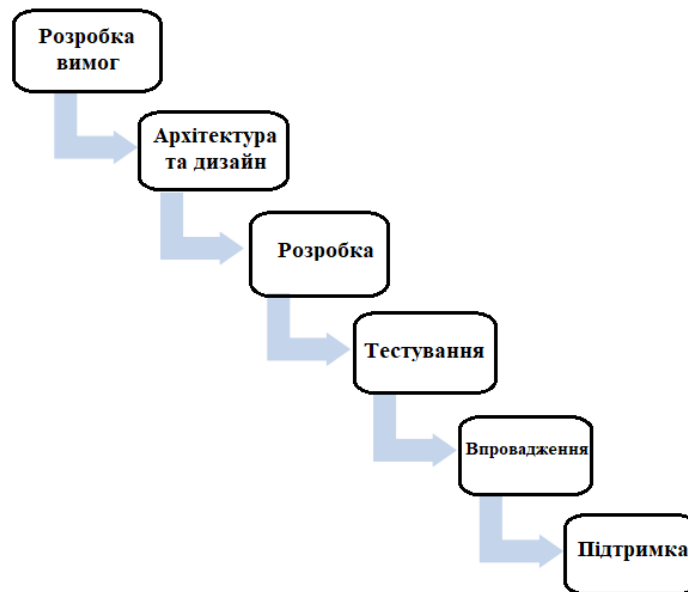 Розробка
вимог
Архітектура
та дизайн
Розробка
Тестування
Впровадження
Підтримка